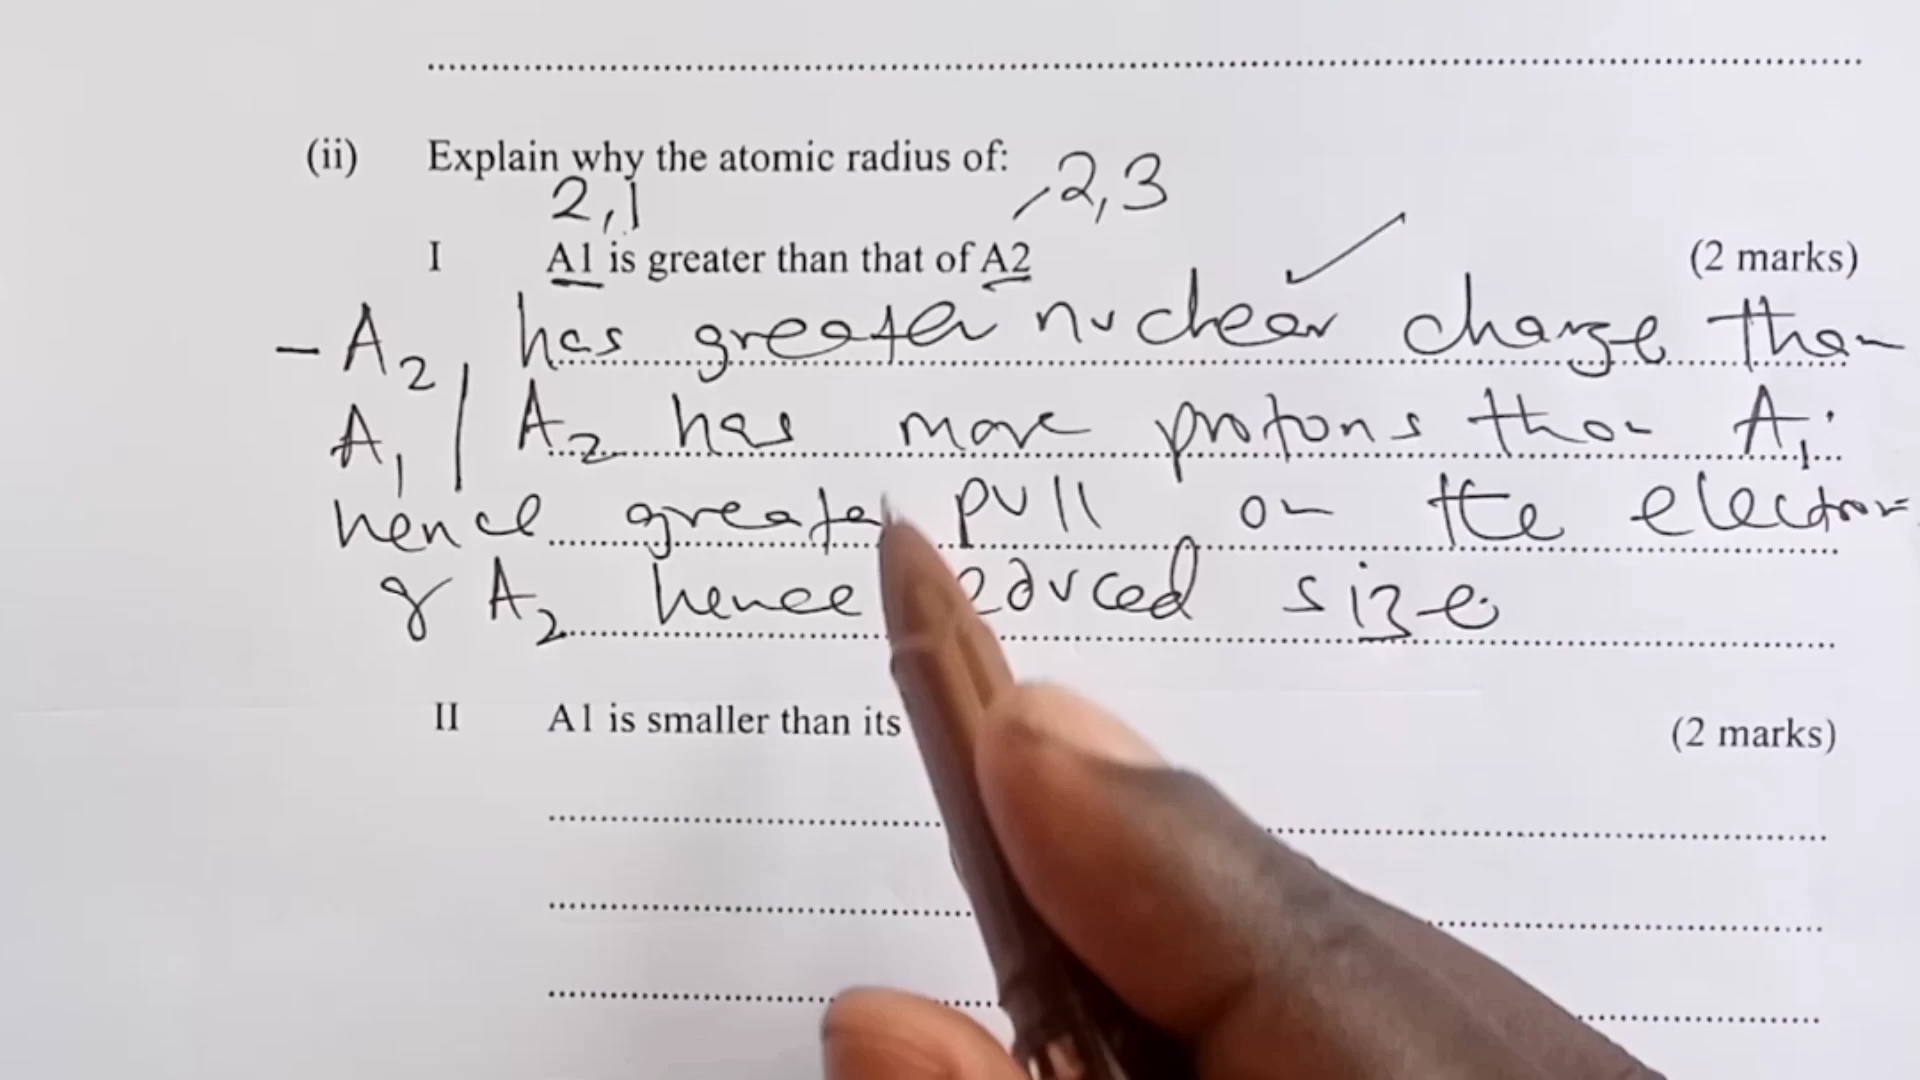 (ii) Explain why the atomic radius of: , 2,3
2,1
I A1 is greater than that of A2 (2 marks)
- A2 has greater nuclear charge than
A1 / A2 has more protons than A1.
hence greater pull on the electron
of A2 hence reduced size
II A1 is smaller than its (2 marks)